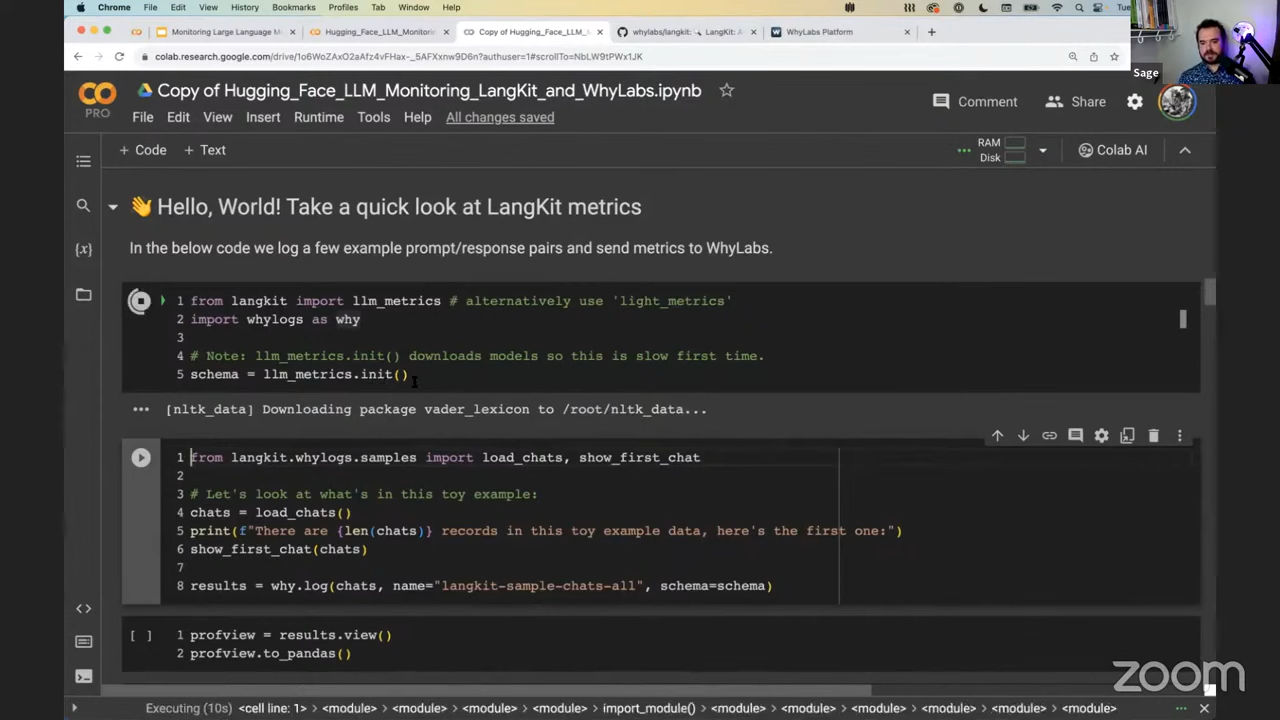 Chrome File Edit View History Bookmarks Profiles Tab Window Help Tue
Monitoring Large Language M Hugging_Face_LLM_Monitorin Copy of Hugging_Face_LLM_ whylabs/langkit: LangKit: A WhyLabs Platform
colab.research.google.com/drive/1o6WoZAxO2aAfz4vFHax-_5AFXxnw9D6n?authuser=1#scrollTo=NbLW9tPWx1JK
Sage
CO PRO
Copy of Hugging_Face_LLM_Monitoring_LangKit_and_WhyLabs.ipynb
File Edit View Insert Runtime Tools Help All changes saved
Comment Share
+ Code + Text
RAM
Disk
Colab AI
👋 Hello, World! Take a quick look at LangKit metrics
In the below code we log a few example prompt/response pairs and send metrics to WhyLabs.
1 from langkit import llm_metrics # alternatively use 'light_metrics'
2 import whylogs as why
3
4 # Note: llm_metrics.init() downloads models so this is slow first time.
5 schema = llm_metrics.init()
[nltk_data] Downloading package vader_lexicon to /root/nltk_data...
1 from langkit.whylogs.samples import load_chats, show_first_chat
2
3 # Let's look at what's in this toy example:
4 chats = load_chats()
5 print(f"There are {len(chats)} records in this toy example data, here's the first one:")
6 show_first_chat(chats)
7
8 results = why.log(chats, name="langkit-sample-chats-all", schema=schema)
[ ] 1 profview = results.view()
2 profview.to_pandas()
zoom
Executing (10s) <cell line: 1> <module> <module> <module> <module> import_module() <module> <module> <module> <module> <module> <module>